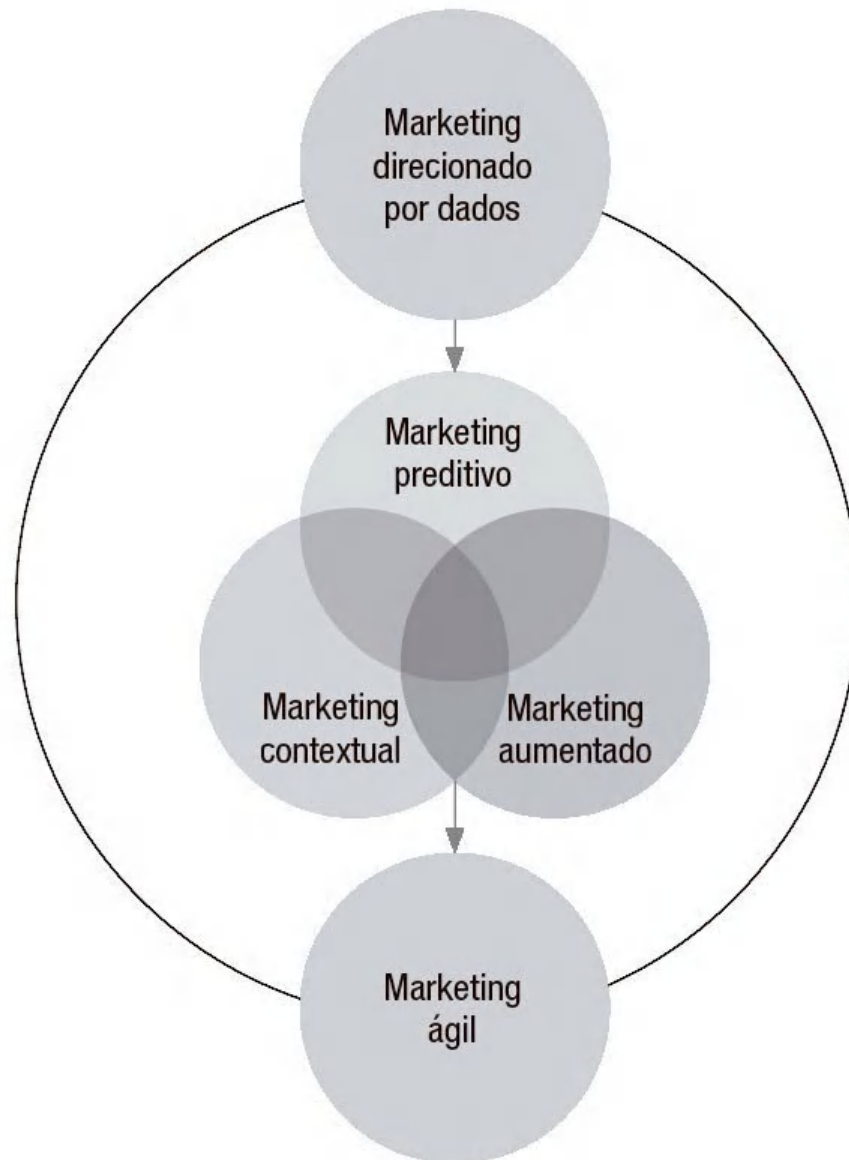 Marketing
direcionado
por dados
Marketing
preditivo
Marketing
contextual
Marketing
aumentado
Marketing
ágil